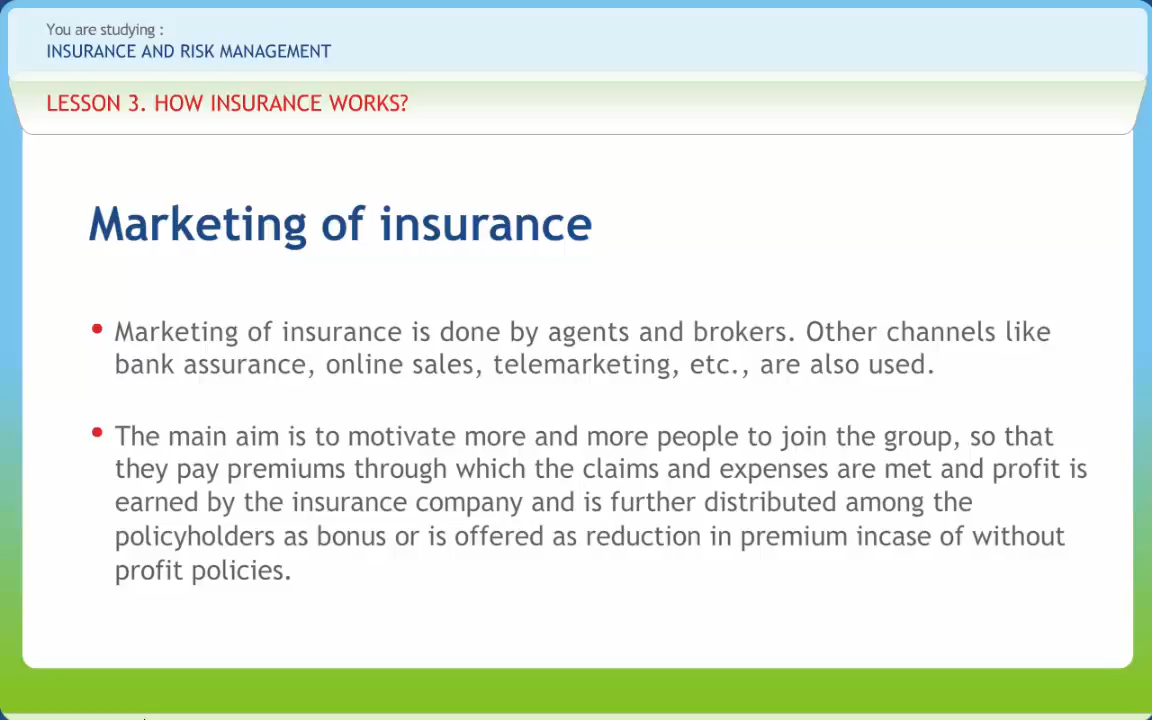 You are studying :
INSURANCE AND RISK MANAGEMENT
LESSON 3. HOW INSURANCE WORKS?
Marketing of insurance
• Marketing of insurance is done by agents and brokers. Other channels like
bank assurance, online sales, telemarketing, etc., are also used.
• The main aim is to motivate more and more people to join the group, so that
they pay premiums through which the claims and expenses are met and profit is
earned by the insurance company and is further distributed among the
policyholders as bonus or is offered as reduction in premium incase of without
profit policies.